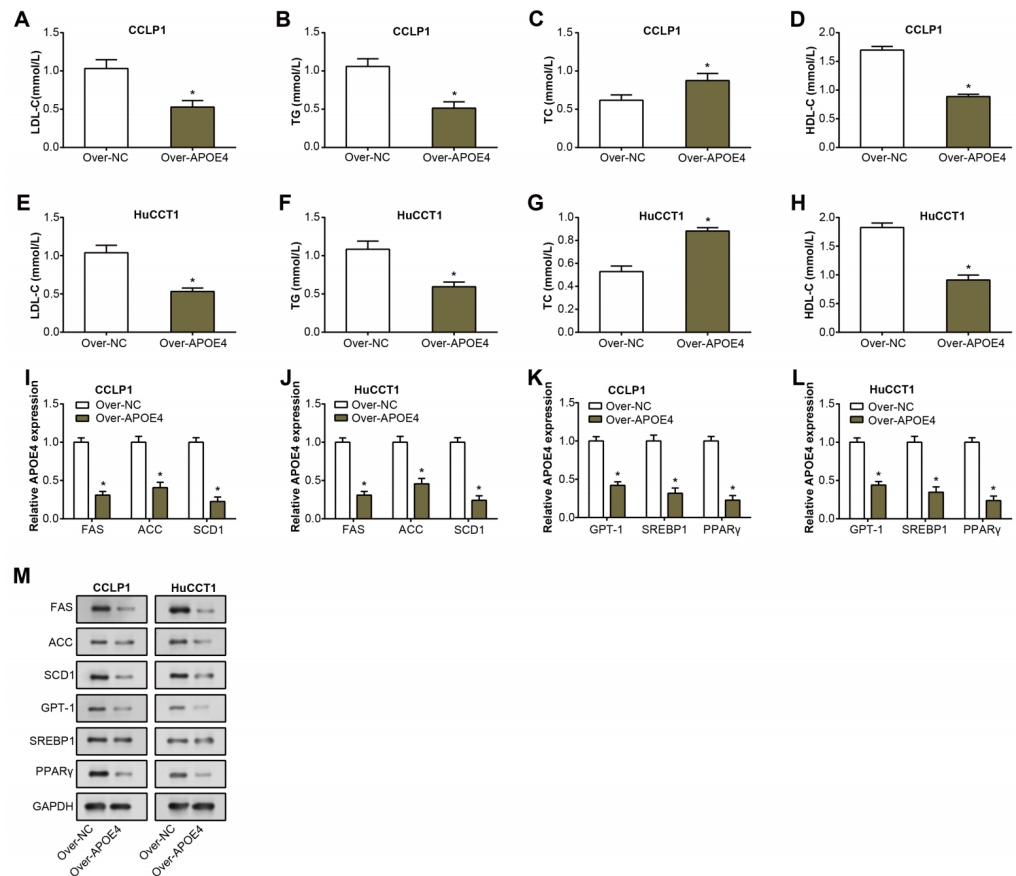 A
CCLP1
LDL-C(mmol/L)
1.5
1.0
0.5
0.0
*
Over-NC
Over-APOE4
B
CCLP1
TG (mmol/L)
1.5
1.0
0.5
0.0
*
Over-NC
Over-APOE4
C
CCLP1
TC (mmol/L)
1.5
1.0
0.5
0.0
*
Over-NC
Over-APOE4
D
CCLP1
HDL-C (mmol/L)
2.0
1.5
1.0
0.5
0.0
*
Over-NC
Over-APOE4
E
HuCCT1
LDL-C (mmol/L)
1.5
1.0
0.5
0.0
*
Over-NC
Over-APOE4
F
HuCCT1
TG (mmol/L)
1.5
1.0
0.5
0.0
*
Over-NC
Over-APOE4
G
HuCCT1
TC (mmol/L)
1.0
0.8
0.6
0.4
0.2
0.0
*
Over-NC
Over-APOE4
H
HuCCT1
HDL-C (mmol/L)
2.0
1.5
1.0
0.5
0.0
*
Over-NC
Over-APOE4
I
CCLP1
Over-NC
Over-APOE4
Relative APOE4 expression
1.5
1.0
0.5
0.0
* * *
FAS ACC SCD1
J
HuCCT1
Over-NC
Over-APOE4
Relative APOE4 expression
1.5
1.0
0.5
0.0
* * *
FAS ACC SCD1
K
CCLP1
Over-NC
Over-APOE4
Relative APOE4 expression
1.5
1.0
0.5
0.0
* * *
GPT-1 SREBP1 PPARγ
L
HuCCT1
Over-NC
Over-APOE4
Relative APOE4 expression
1.5
1.0
0.5
0.0
* * *
GPT-1 SREBP1 PPARγ
M
CCLP1 HuCCT1
FAS
ACC
SCD1
GPT-1
SREBP1
PPARγ
GAPDH
Over-NC
Over-APOE4
Over-NC
Over-APOE4